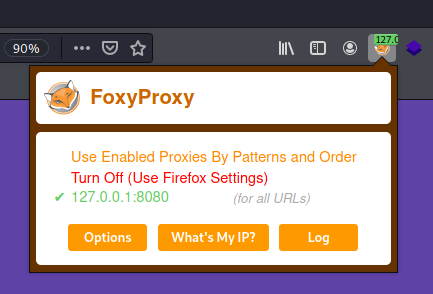 90%
127.0
FoxyProxy
Use Enabled Proxies By Patterns and Order
Turn Off (Use Firefox Settings)
✔ 127.0.0.1:8080 (for all URLs)
Options What's My IP? Log